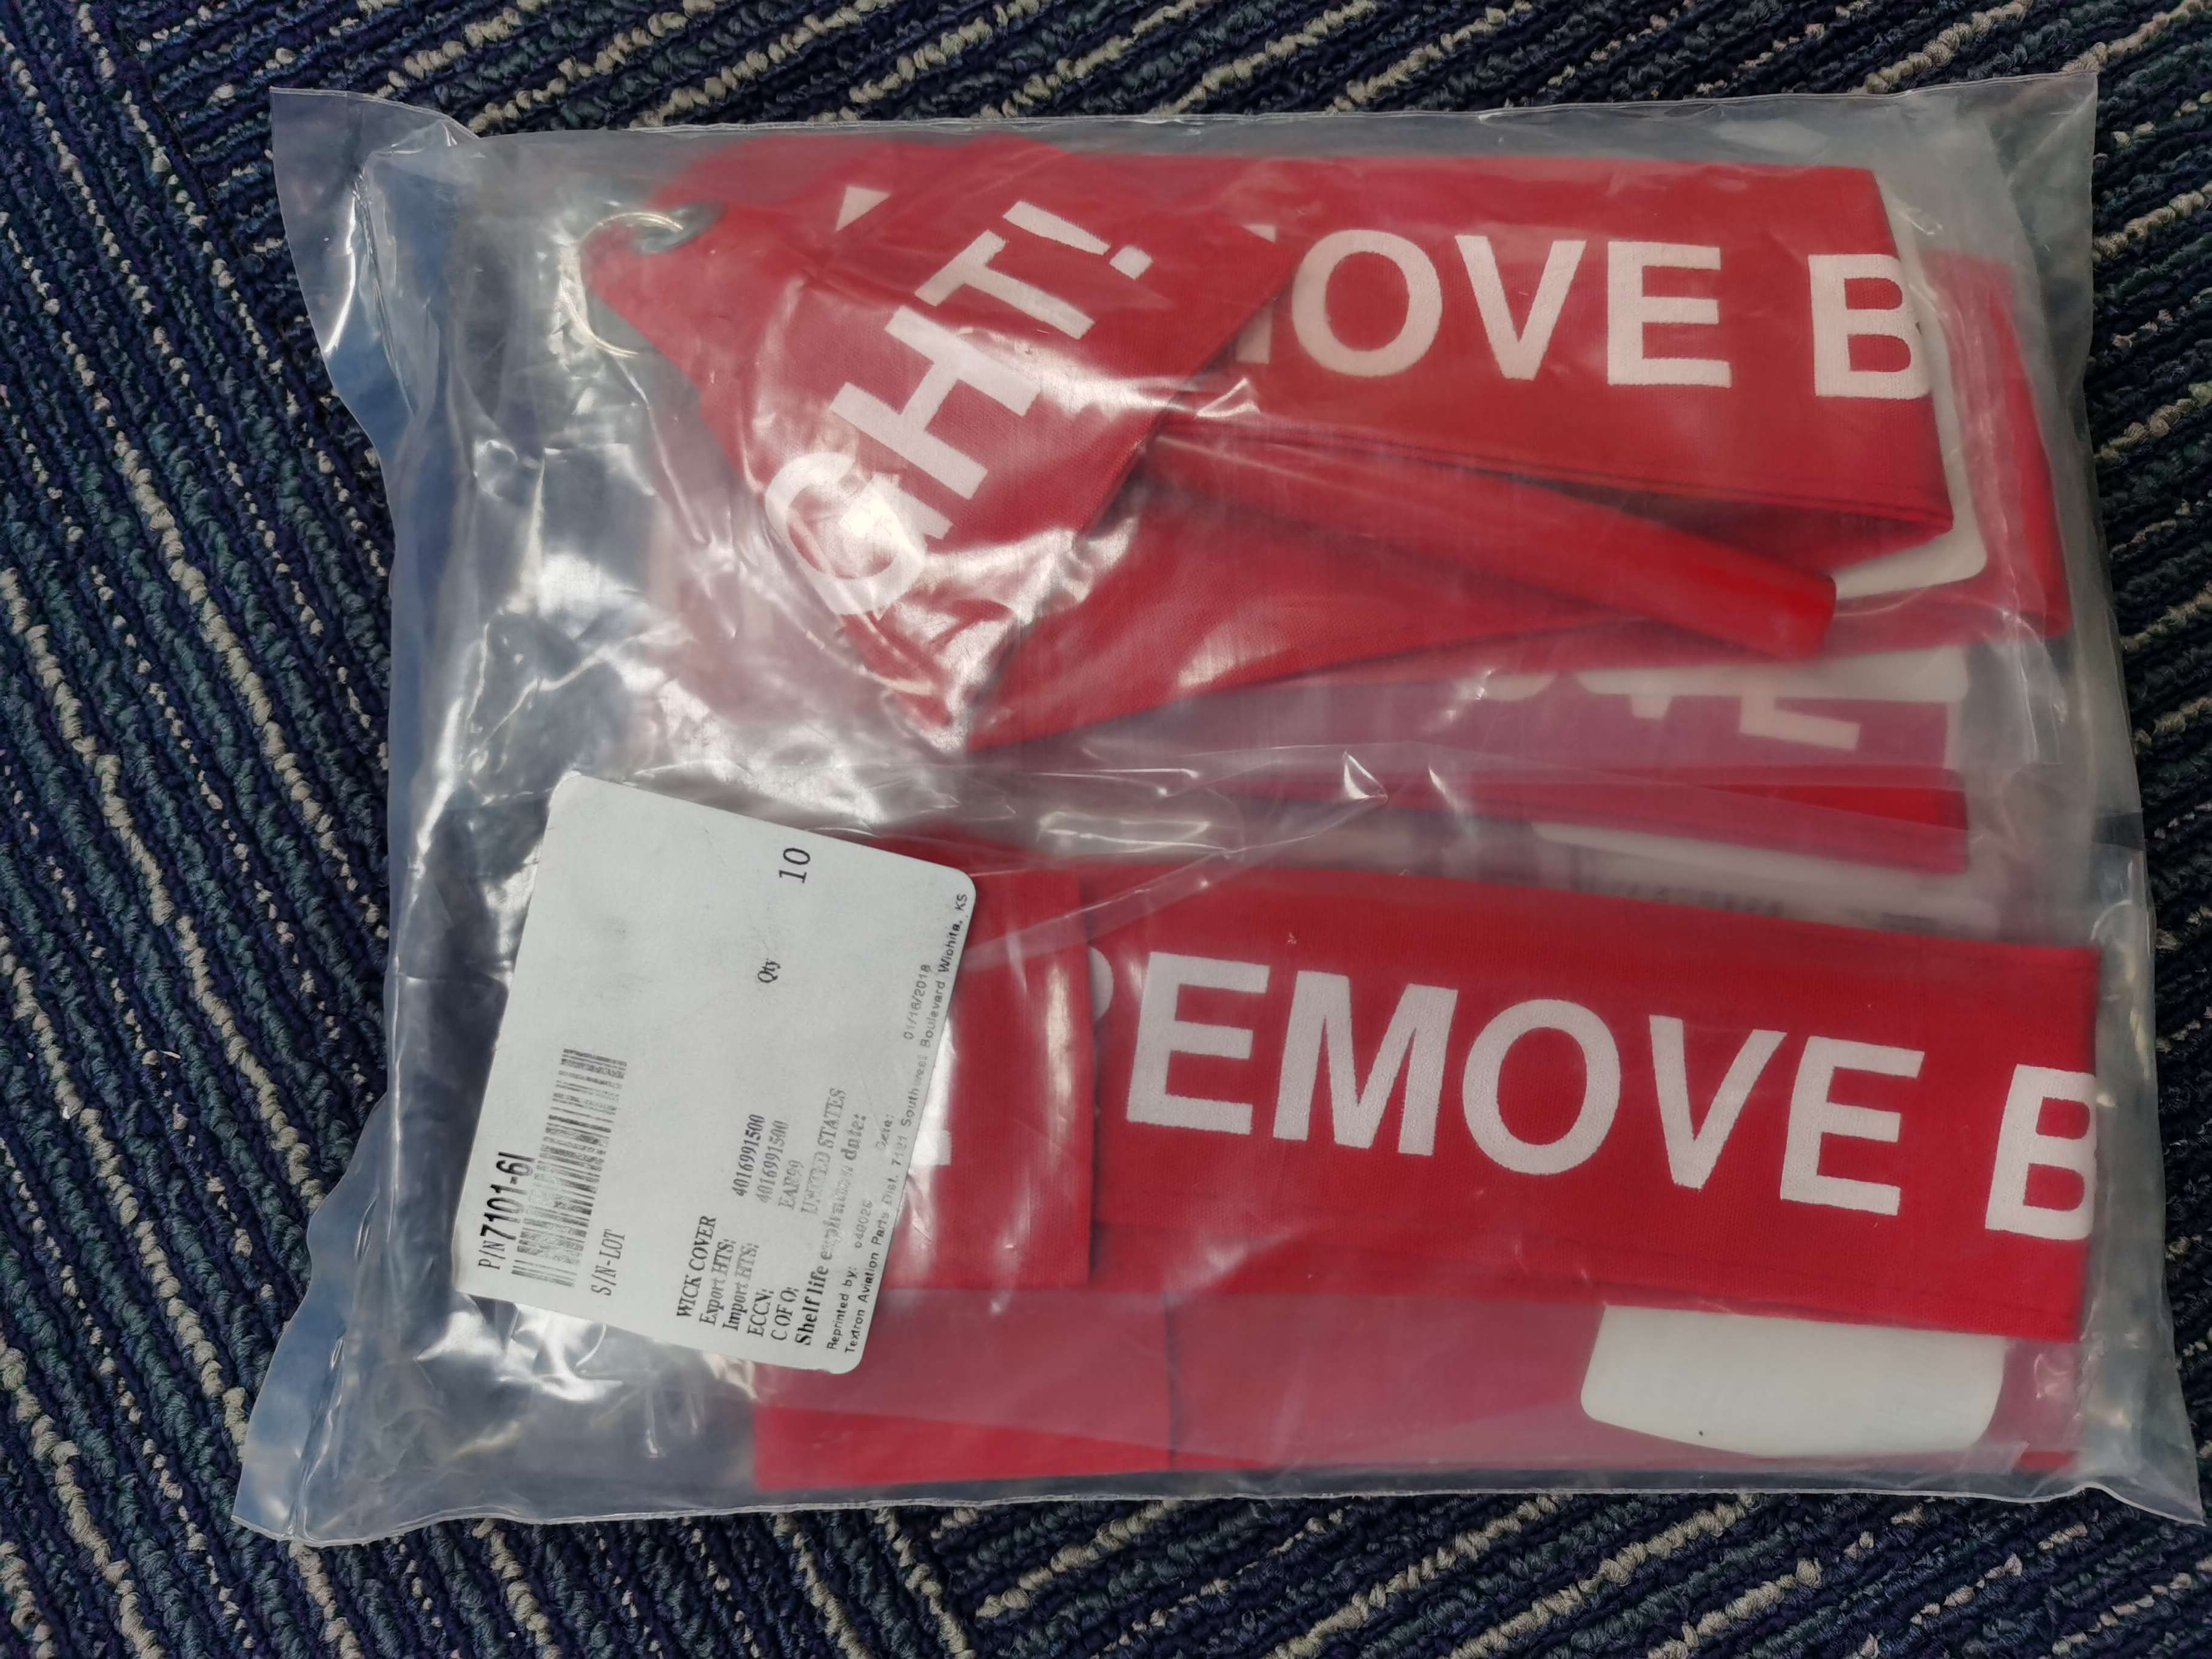 GHT!
OVE B
EMOVE B
P/N 7101-6I
S/N-LOT
Qty 10
WICK COVER
Export HTS: 4016991500
Import HTS: 4016991500
ECCN: EAR99
C OF O: UNITED STATES
Shelf life expiration date:
Reprinted by: Date: 01/16/2018
Textron Aviation Parts Dist. 7121 Southwest Boulevard Wichita, KS